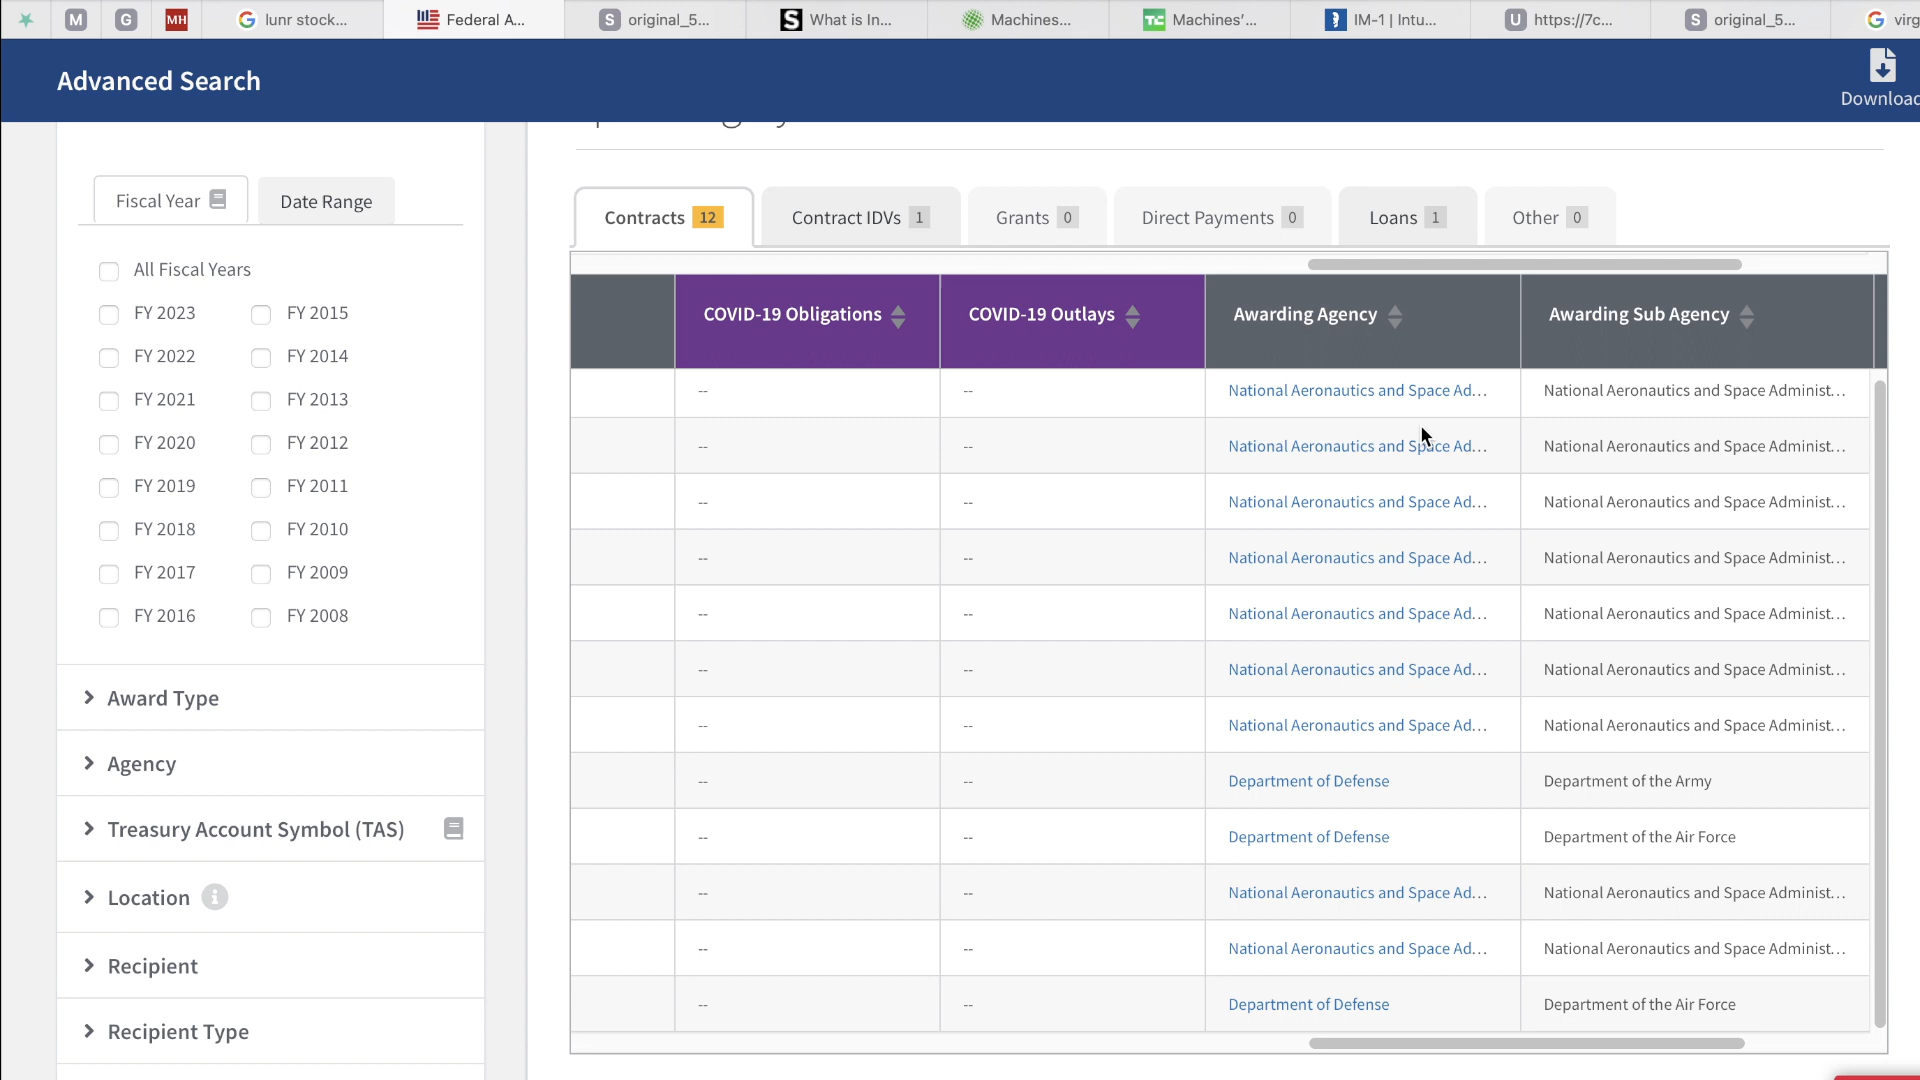 M
G
MH
lunr stock...
Federal A...
S original_5...
What is In...
Machines...
TC Machines'...
IM-1 | Intu...
U https://7c...
S original_5...
virg
Advanced Search
Download
Fiscal Year
Date Range
All Fiscal Years
FY 2023 FY 2015
FY 2022 FY 2014
FY 2021 FY 2013
FY 2020 FY 2012
FY 2019 FY 2011
FY 2018 FY 2010
FY 2017 FY 2009
FY 2016 FY 2008
Award Type
Agency
Treasury Account Symbol (TAS)
Location
Recipient
Recipient Type
Contracts 12
Contract IDVs 1
Grants 0
Direct Payments 0
Loans 1
Other 0
COVID-19 Obligations COVID-19 Outlays Awarding Agency Awarding Sub Agency
-- -- National Aeronautics and Space Ad... National Aeronautics and Space Administ...
-- -- National Aeronautics and Space Ad... National Aeronautics and Space Administ...
-- -- National Aeronautics and Space Ad... National Aeronautics and Space Administ...
-- -- National Aeronautics and Space Ad... National Aeronautics and Space Administ...
-- -- National Aeronautics and Space Ad... National Aeronautics and Space Administ...
-- -- National Aeronautics and Space Ad... National Aeronautics and Space Administ...
-- -- National Aeronautics and Space Ad... National Aeronautics and Space Administ...
-- -- Department of Defense Department of the Army
-- -- Department of Defense Department of the Air Force
-- -- National Aeronautics and Space Ad... National Aeronautics and Space Administ...
-- -- National Aeronautics and Space Ad... National Aeronautics and Space Administ...
-- -- Department of Defense Department of the Air Force